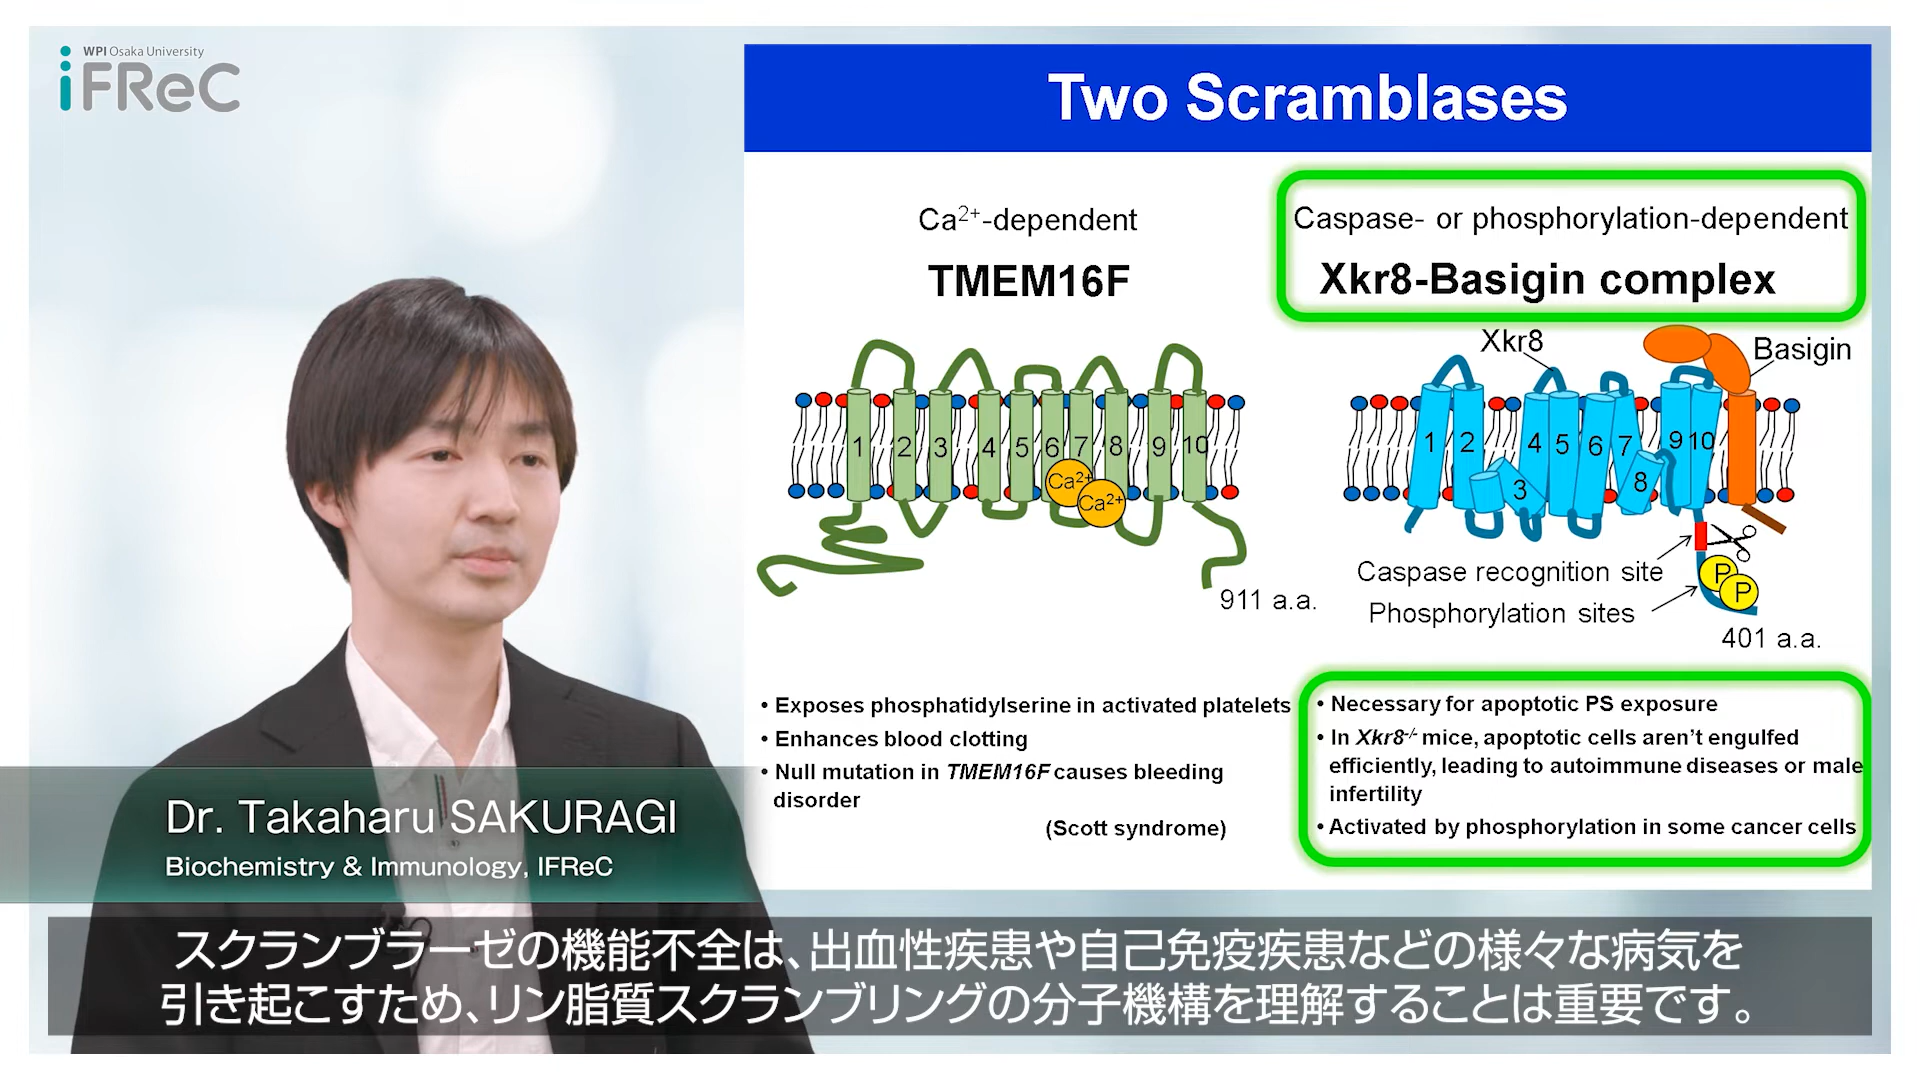 WPI Osaka University
iFReC
Two Scramblases
Ca²⁺-dependent
TMEM16F
1 2 3 4 5 6 7 8 9 10
Ca²⁺
Ca²⁺
911 a.a.
Caspase- or phosphorylation-dependent
Xkr8-Basigin complex
Xkr8
Basigin
1 2 3 4 5 6 7 8 9 10
Caspase recognition site
Phosphorylation sites
P
P
401 a.a.
• Exposes phosphatidylserine in activated platelets
• Enhances blood clotting
• Null mutation in TMEM16F causes bleeding
disorder
(Scott syndrome)
• Necessary for apoptotic PS exposure
• In Xkr8⁻/⁻ mice, apoptotic cells aren't engulfed
efficiently, leading to autoimmune diseases or male
infertility
• Activated by phosphorylation in some cancer cells
Dr. Takaharu SAKURAGI
Biochemistry & Immunology, IFReC
スクランブラーゼの機能不全は、出血性疾患や自己免疫疾患などの様々な病気を
引き起こすため、リン脂質スクランブリングの分子機構を理解することは重要です。